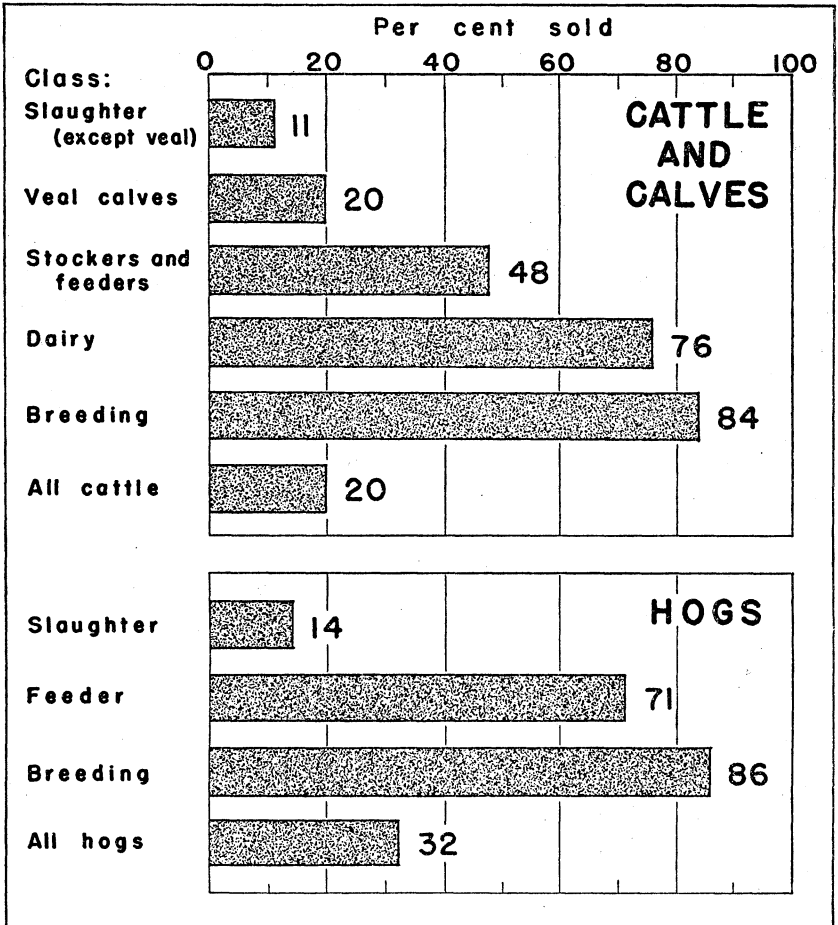 Per cent sold
0 20 40 60 80 100
Class:
Slaughter
(except veal)
11
CATTLE
AND
CALVES
Veal calves
20
Stockers and
feeders
48
Dairy
76
Breeding
84
All cattle
20
HOGS
Slaughter
14
Feeder
71
Breeding
86
All hogs
32